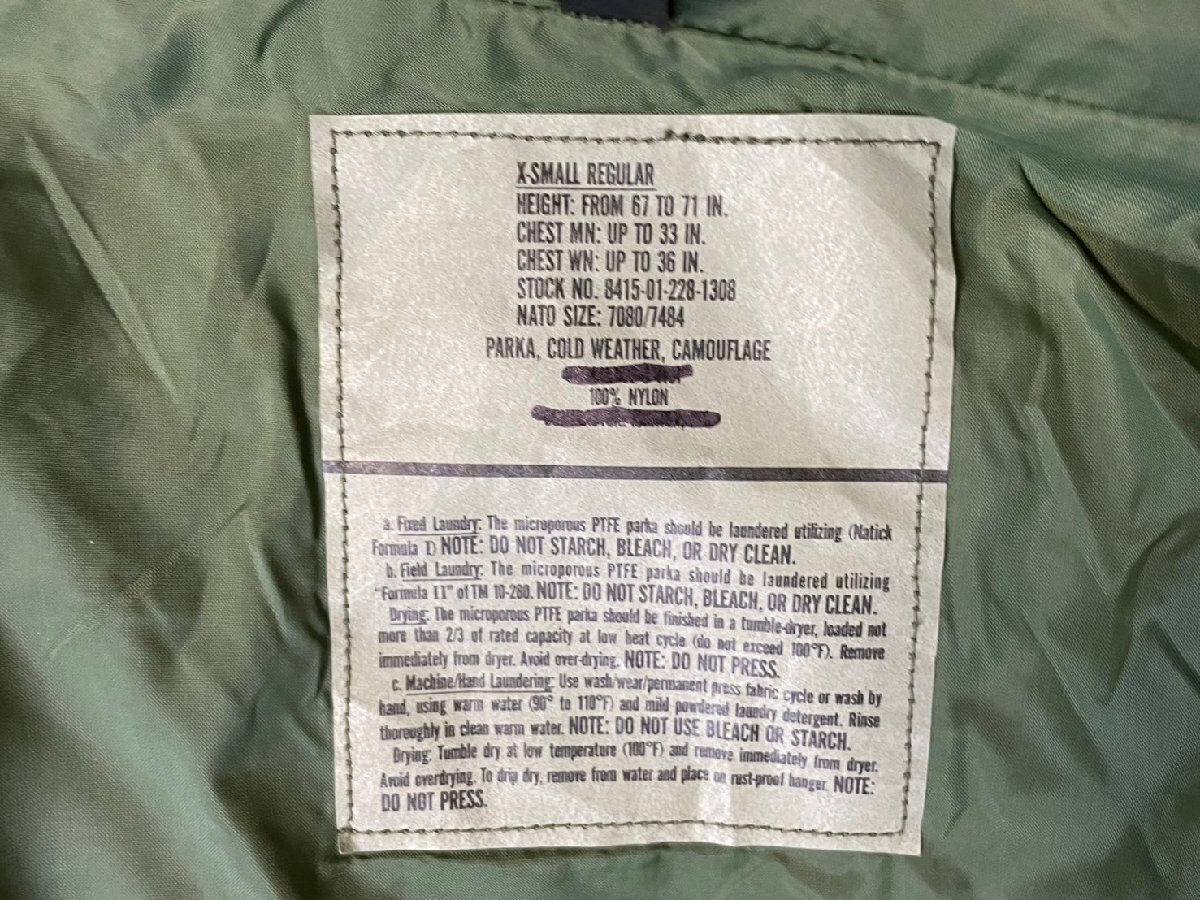 X-SMALL REGULAR
HEIGHT: FROM 67 TO 71 IN.
CHEST MN: UP TO 33 IN.
CHEST WN: UP TO 36 IN.
STOCK NO. 8415-01-228-1308
NATO SIZE: 7080/7484
PARKA, COLD WEATHER, CAMOUFLAGE
100% NYLON
a. Fixed Laundry: The microporous PTFE parka should be laundered utilizing (Natick
Formula 1) NOTE: DO NOT STARCH, BLEACH, OR DRY CLEAN.
b. Field Laundry: The microporous PTFE parka should be laundered utilizing
"Formula II" of TM 10-280. NOTE: DO NOT STARCH, BLEACH, OR DRY CLEAN.
Drying: The microporous PTFE parka should be finished in a tumble-dryer, loaded not
more than 2/3 of rated capacity at low heat cycle (do not exceed 100°F). Remove
immediately from dryer. Avoid over-drying. NOTE: DO NOT PRESS.
c. Machine/Hand Laundering: Use wash/wear/permanent press fabric cycle or wash by
hand, using warm water (90° to 110°F) and mild powdered laundry detergent. Rinse
thoroughly in clean warm water. NOTE: DO NOT USE BLEACH OR STARCH.
Drying: Tumble dry at low temperature (100°F) and remove immediately from dryer.
Avoid overdrying. To drip dry, remove from water and place on rust-proof hanger. NOTE:
DO NOT PRESS.